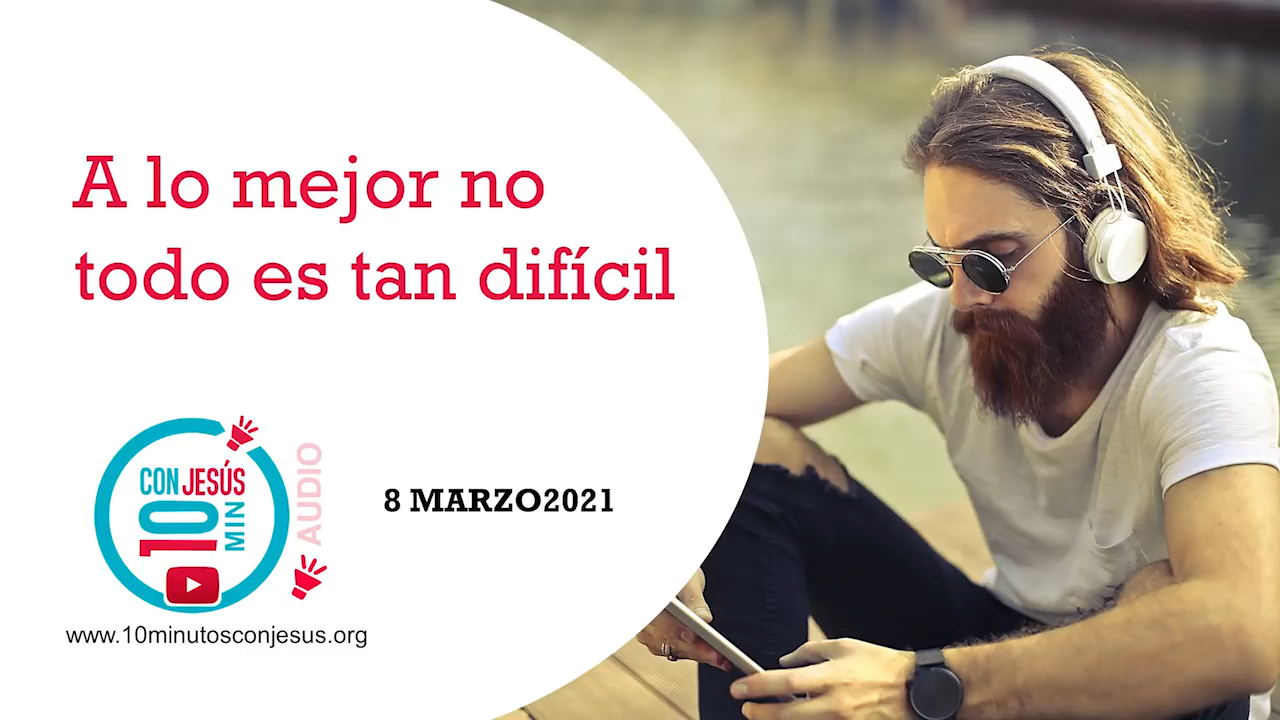 A lo mejor no
todo es tan difícil
CON JESÚS
10
MIN
AUDIO
8 MARZO2021
www.10minutosconjesus.org